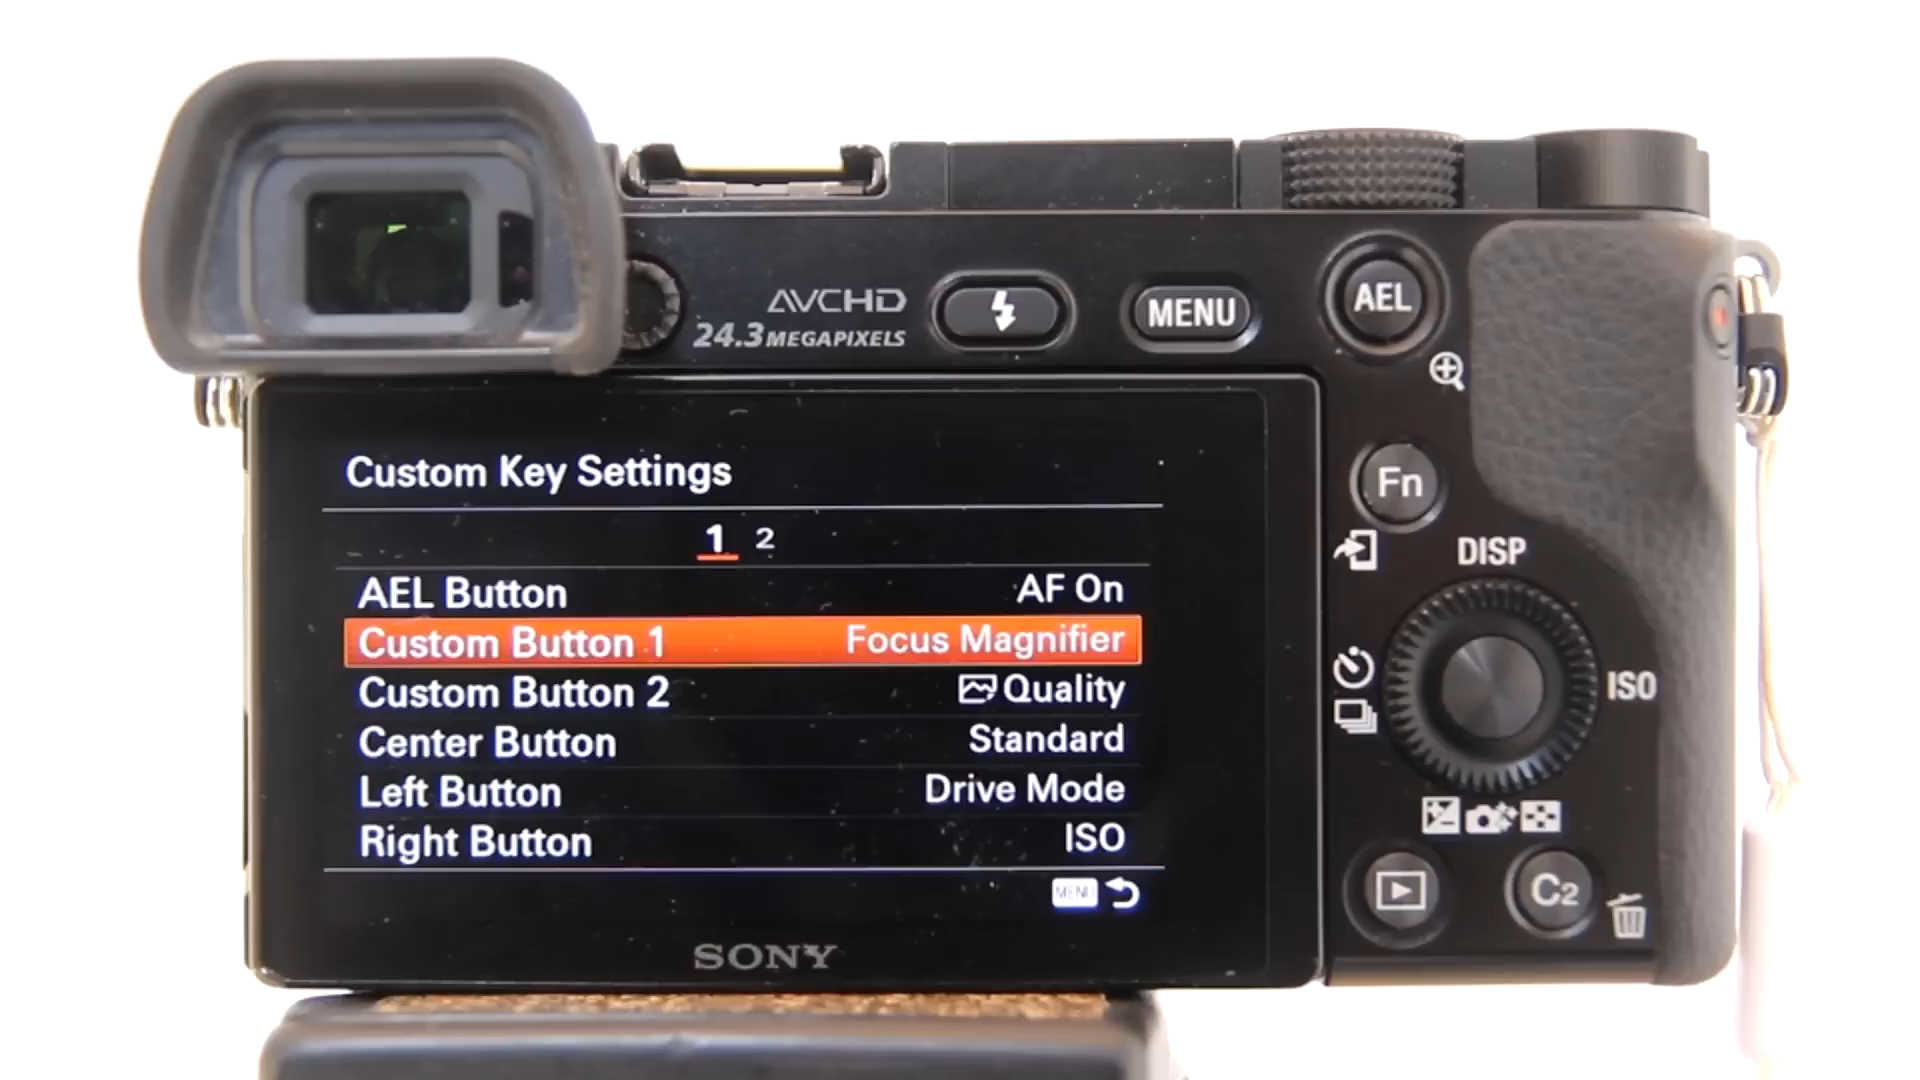 AVCHD
24.3 MEGAPIXELS
MENU
AEL
Fn
DISP
ISO
C2
Custom Key Settings
1 2
AEL Button AF On
Custom Button 1 Focus Magnifier
Custom Button 2 Quality
Center Button Standard
Left Button Drive Mode
Right Button ISO
MENU
SONY